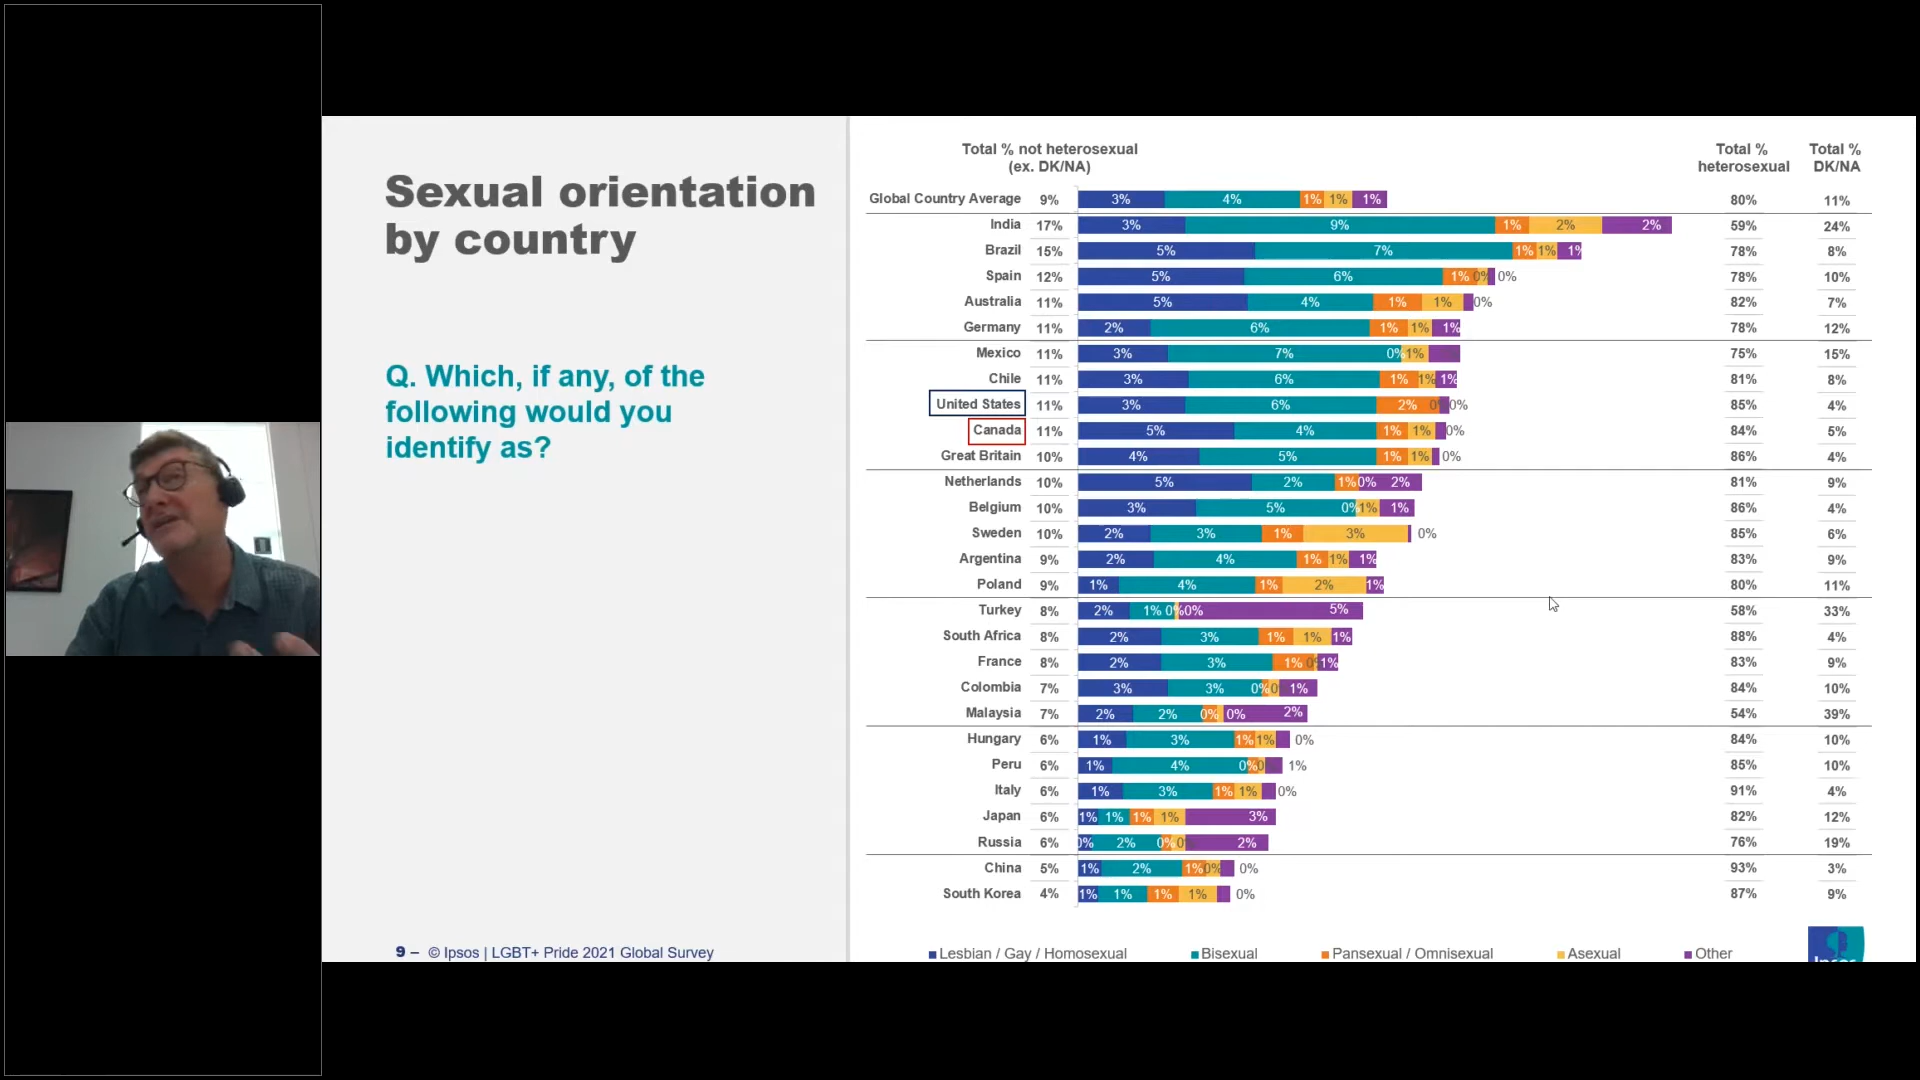 Sexual orientation
by country
Q. Which, if any, of the
following would you
identify as?
9 – © Ipsos | LGBT+ Pride 2021 Global Survey
Total % not heterosexual
(ex. DK/NA)
Total %
heterosexual
Total %
DK/NA
Global Country Average 9% 3% 4% 1% 1% 1% 80% 11%
India 17% 3% 9% 1% 2% 2% 59% 24%
Brazil 15% 5% 7% 1% 1% 1% 78% 8%
Spain 12% 5% 6% 1% 0% 0% 78% 10%
Australia 11% 5% 4% 1% 1% 0% 82% 7%
Germany 11% 2% 6% 1% 1% 1% 78% 12%
Mexico 11% 3% 7% 0% 1% 75% 15%
Chile 11% 3% 6% 1% 1% 1% 81% 8%
United States 11% 3% 6% 2% 0% 0% 85% 4%
Canada 11% 5% 4% 1% 1% 0% 84% 5%
Great Britain 10% 4% 5% 1% 1% 0% 86% 4%
Netherlands 10% 5% 2% 1% 0% 2% 81% 9%
Belgium 10% 3% 5% 0% 1% 1% 86% 4%
Sweden 10% 2% 3% 1% 3% 0% 85% 6%
Argentina 9% 2% 4% 1% 1% 1% 83% 9%
Poland 9% 1% 4% 1% 2% 1% 80% 11%
Turkey 8% 2% 1% 0% 0% 5% 58% 33%
South Africa 8% 2% 3% 1% 1% 1% 88% 4%
France 8% 2% 3% 1% 0% 1% 83% 9%
Colombia 7% 3% 3% 0% 0 1% 84% 10%
Malaysia 7% 2% 2% 0% 0% 2% 54% 39%
Hungary 6% 1% 3% 1% 1% 0% 84% 10%
Peru 6% 1% 4% 0% 0 1% 85% 10%
Italy 6% 1% 3% 1% 1% 0% 91% 4%
Japan 6% 1% 1% 1% 1% 3% 82% 12%
Russia 6% 0% 2% 0% 0% 2% 76% 19%
China 5% 1% 2% 1% 0% 0% 93% 3%
South Korea 4% 1% 1% 1% 1% 0% 87% 9%
Lesbian / Gay / Homosexual Bisexual Pansexual / Omnisexual Asexual Other